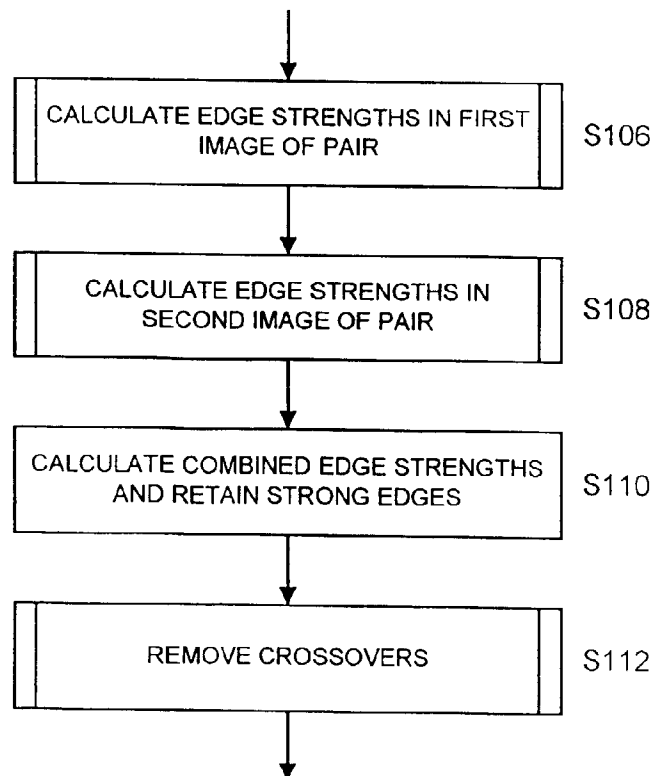 CALCULATE EDGE STRENGTHS IN FIRST
IMAGE OF PAIR
S106
CALCULATE EDGE STRENGTHS IN
SECOND IMAGE OF PAIR
S108
CALCULATE COMBINED EDGE STRENGTHS
AND RETAIN STRONG EDGES
S110
REMOVE CROSSOVERS
S112